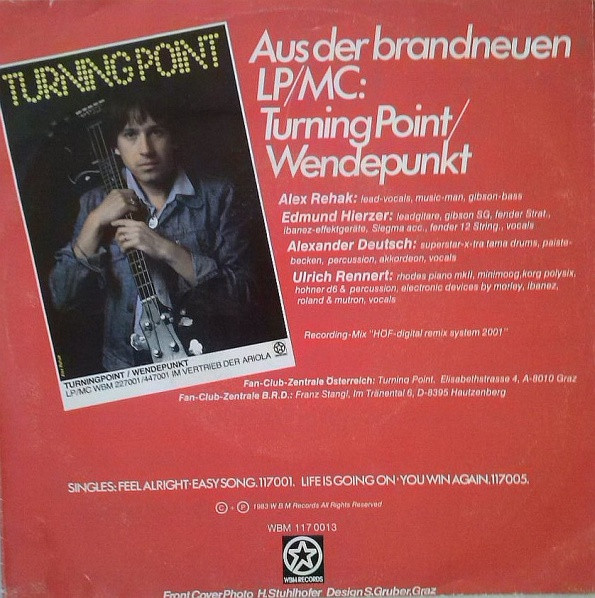 TURNING POINT
Aus der brandneuen
LP/MC:
Turning Point/
Wendepunkt
Alex Rehak: lead-vocals, music-man, gibson-bass
Edmund Hierzer: leadgitare, gibson SG, fender Strat.,
ibanez-effektgeräte, Siegma acc., fender 12 String., vocals
Alexander Deutsch: superstar-x-tra tama drums, paiste-
becken, percussion, akkordeon, vocals
Ulrich Rennert: rhodes piano mkII, minimoog, korg polysix,
hohner d6 & percussion, electronic devices by morley, ibanez,
roland & mutron, vocals
Recording-Mix "HÖF-digital remix system 2001"
TURNINGPOINT / WENDEPUNKT
LP/MC WBM 227001/447001 IM VERTRIEB DER ARIOLA
Fan-Club-Zentrale Österreich: Turning Point, Elisabethstrasse 4, A-8010 Graz
Fan-Club-Zentrale B.R.D.: Franz Stangl, Im Tränental 6, D-8395 Hautzenberg
SINGLES: FEEL ALRIGHT·EASY SONG.117001. LIFE IS GOING ON·YOU WIN AGAIN.117005.
© + ℗ 1983 W B M Records All Rights Reserved
WBM 117 0013
WBM RECORDS
Front Cover Photo H. Stuhlhofer Design S. Gruber, Graz